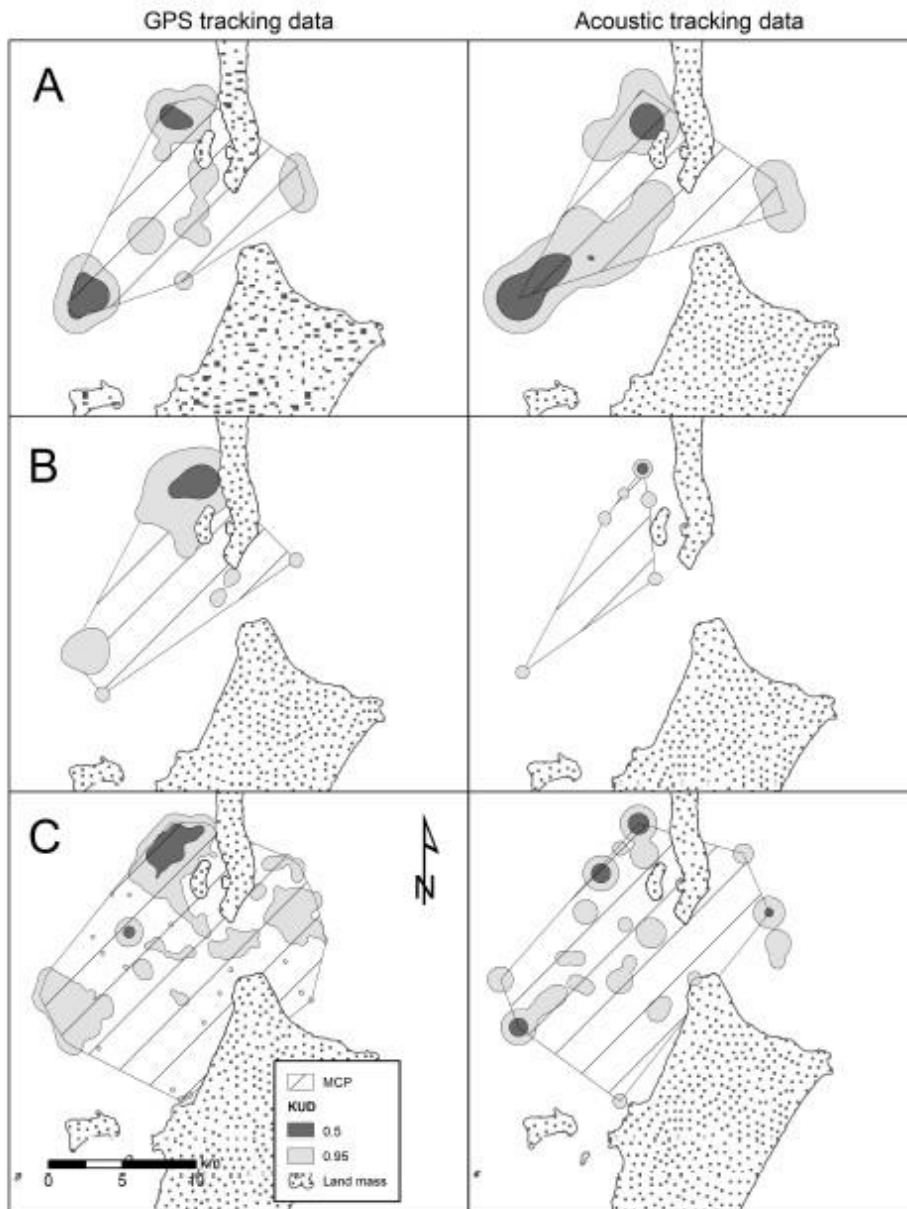 GPS tracking data
Acoustic tracking data
A
B
C
N
MCP
KUD
0.5
0.95
Land mass
km
0 5 10